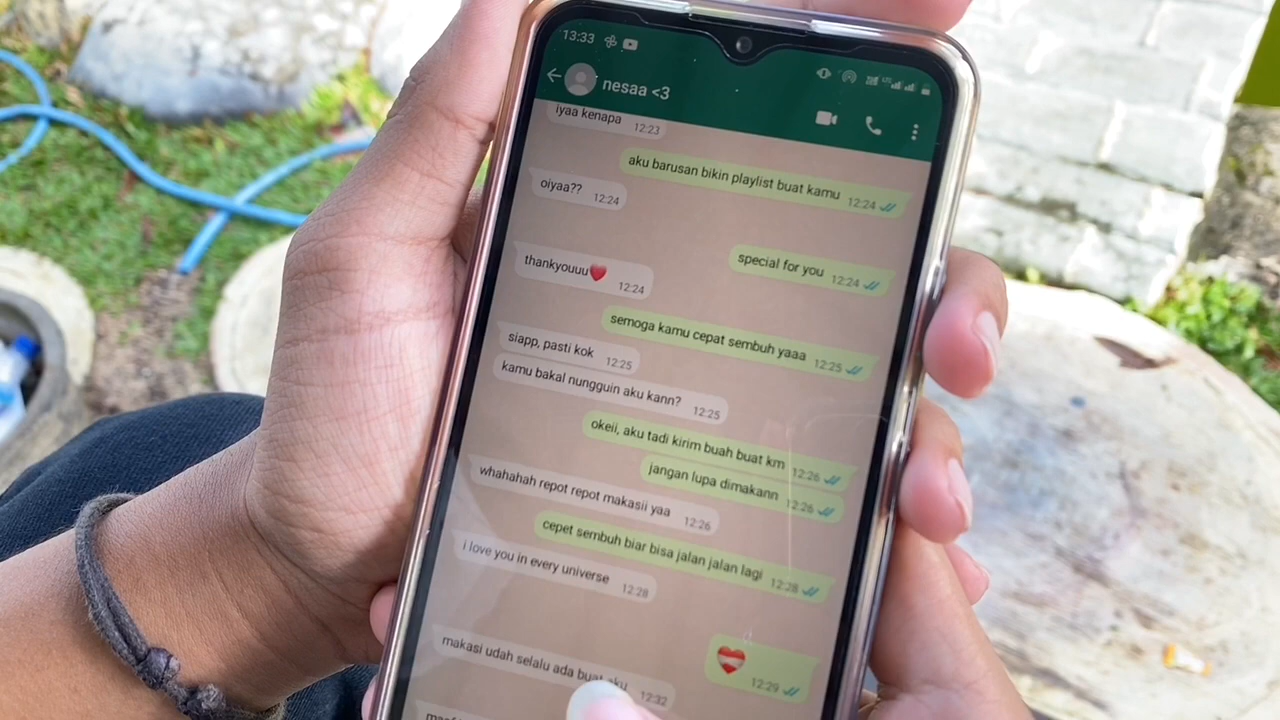 13:33
nesaa <3
iyaa kenapa 12:23
aku barusan bikin playlist buat kamu 12:24
oiyaa?? 12:24
special for you 12:24
thankyouuu❤️ 12:24
semoga kamu cepat sembuh yaaa 12:25
siapp, pasti kok 12:25
kamu bakal nungguin aku kann? 12:25
okeii, aku tadi kirim buah buat km 12:26
jangan lupa dimakann 12:26
whahahah repot repot makasii yaa 12:26
cepet sembuh biar bisa jalan jalan lagi 12:28
i love you in every universe 12:28
12:29
makasi udah selalu ada buat aku 12:32